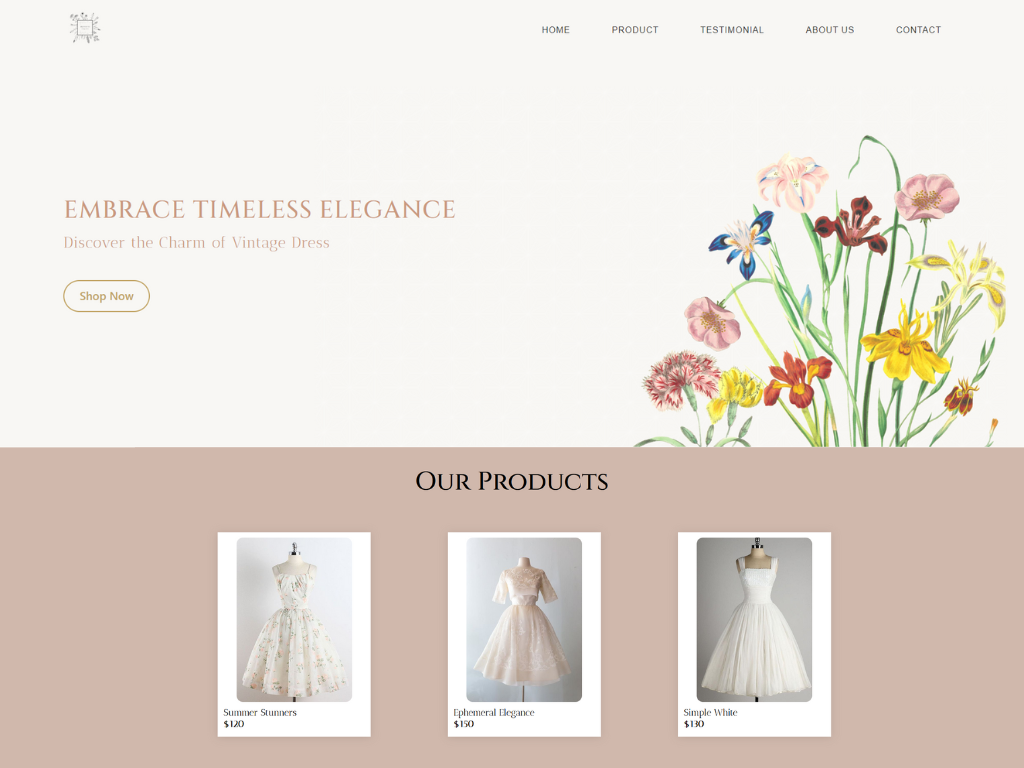 HOME PRODUCT TESTIMONIAL ABOUT US CONTACT
EMBRACE TIMELESS ELEGANCE
Discover the Charm of Vintage Dress
Shop Now
Our Products
Summer Stunners
$120
Ephemeral Elegance
$150
Simple White
$130